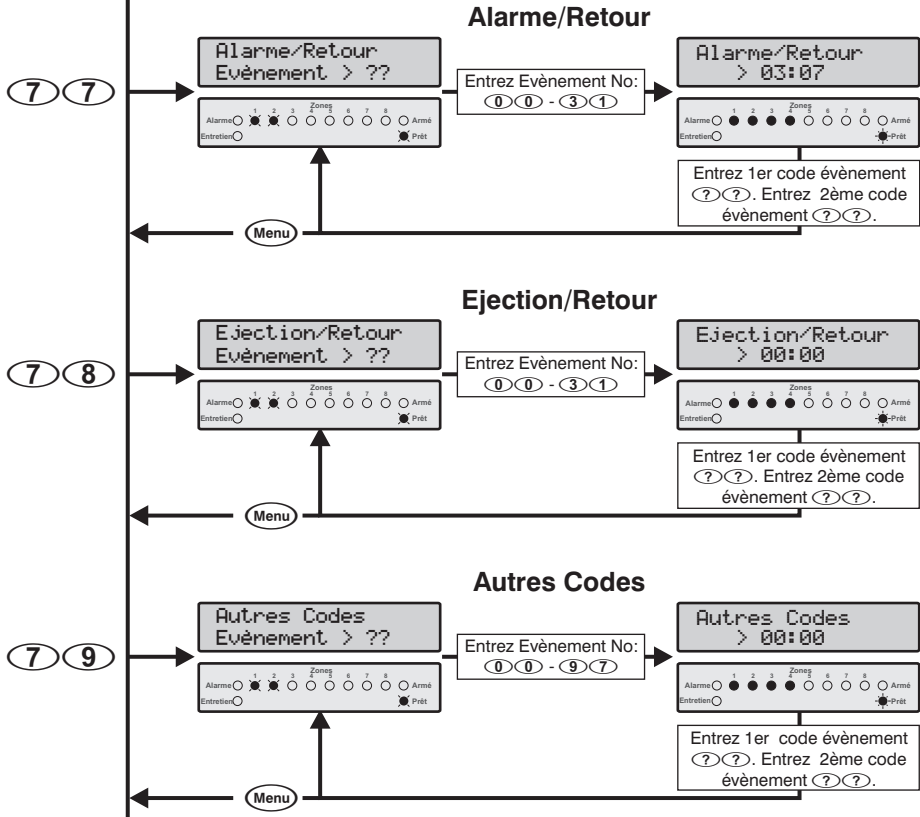 Alarme/Retour
7 7
Alarme/Retour
Evènement > ??
Zones
1 2 3 4 5 6 7 8
Alarme Armé
Entretien Prêt
Entrez Evènement No:
0 0 - 3 1
Alarme/Retour
> 03:07
Zones
1 2 3 4 5 6 7 8
Alarme Armé
Entretien Prêt
Entrez 1er code évènement
? ?. Entrez 2ème code
évènement ? ?.
Menu
Ejection/Retour
7 8
Ejection/Retour
Evènement > ??
Zones
1 2 3 4 5 6 7 8
Alarme Armé
Entretien Prêt
Entrez Evènement No:
0 0 - 3 1
Ejection/Retour
> 00:00
Zones
1 2 3 4 5 6 7 8
Alarme Armé
Entretien Prêt
Entrez 1er code évènement
? ?. Entrez 2ème code
évènement ? ?.
Menu
Autres Codes
7 9
Autres Codes
Evènement > ??
Zones
1 2 3 4 5 6 7 8
Alarme Armé
Entretien Prêt
Entrez Evènement No:
0 0 - 9 7
Autres Codes
> 00:00
Zones
1 2 3 4 5 6 7 8
Alarme Armé
Entretien Prêt
Entrez 1er code évènement
? ?. Entrez 2ème code
évènement ? ?.
Menu